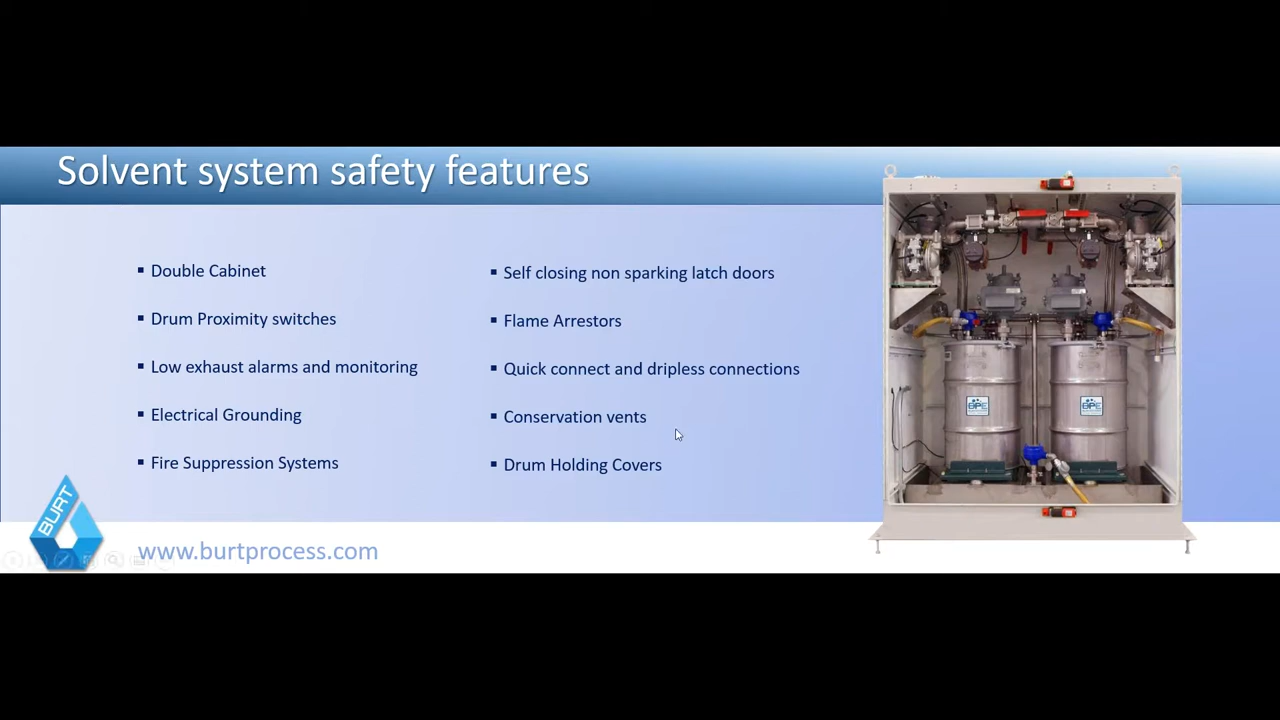 Solvent system safety features
▪ Double Cabinet
▪ Drum Proximity switches
▪ Low exhaust alarms and monitoring
▪ Electrical Grounding
▪ Fire Suppression Systems
▪ Self closing non sparking latch doors
▪ Flame Arrestors
▪ Quick connect and dripless connections
▪ Conservation vents
▪ Drum Holding Covers
BPE
BPE
BURT
www.burtprocess.com